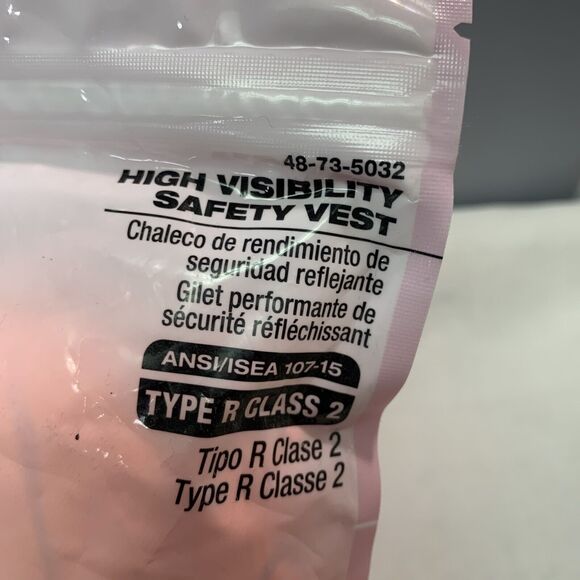 48-73-5032
HIGH VISIBILITY
SAFETY VEST
Chaleco de rendimiento de
seguridad reflejante
Gilet performante de
sécurité réfléchissant
ANSI/ISEA 107-15
TYPE R CLASS 2
Tipo R Clase 2
Type R Classe 2